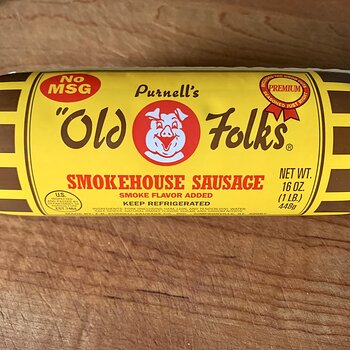 No
MSG
Purnell's
"Old Folks®
PREMIUM
SMOKEHOUSE SAUSAGE
SMOKE FLAVOR ADDED
KEEP REFRIGERATED
NET WT.
16 OZ.
(1 LB.)
448g
U.S.